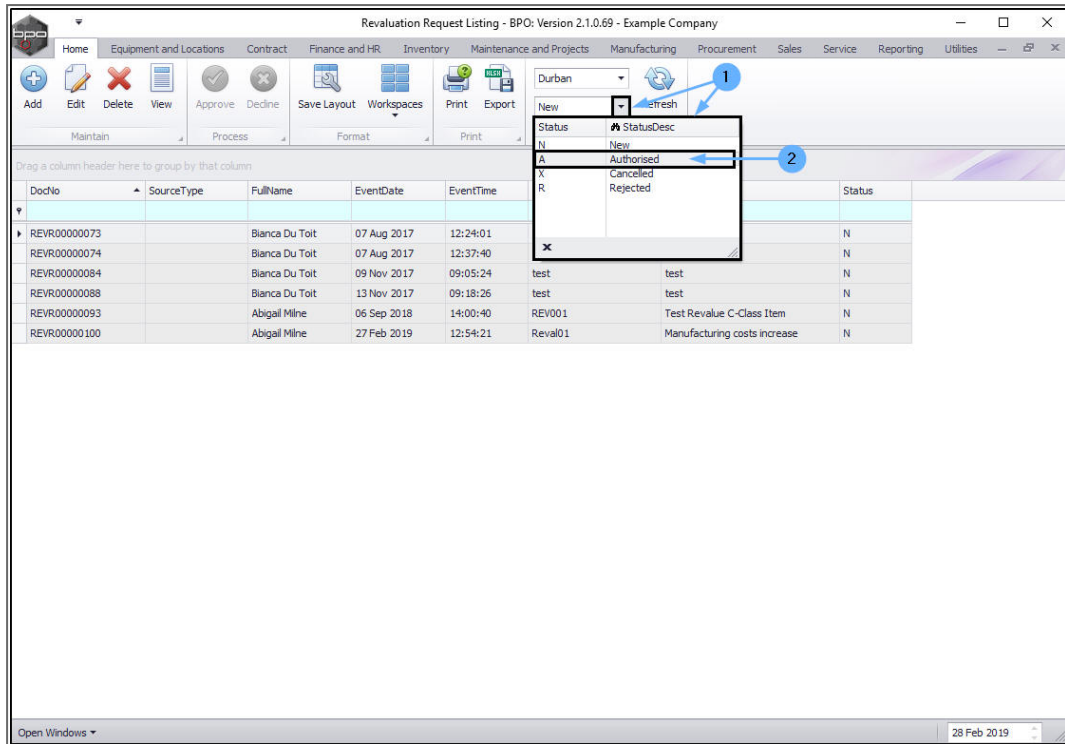 bpo
Revaluation Request Listing - BPO: Version 2.1.0.69 - Example Company
Home Equipment and Locations Contract Finance and HR Inventory Maintenance and Projects Manufacturing Procurement Sales Service Reporting Utilities
Add Edit Delete View Approve Decline Save Layout Workspaces Print Export
Durban
1
New
efresh
Maintain Process Format Print
Status StatusDesc
N New
A Authorised
2
X Cancelled
R Rejected
Drag a column header here to group by that column
DocNo SourceType FullName EventDate EventTime Status
REVR00000073 Bianca Du Toit 07 Aug 2017 12:24:01 N
REVR00000074 Bianca Du Toit 07 Aug 2017 12:37:40 N
REVR00000084 Bianca Du Toit 09 Nov 2017 09:05:24 test test N
REVR00000088 Bianca Du Toit 13 Nov 2017 09:18:26 test test N
REVR00000093 Abigail Milne 06 Sep 2018 14:00:40 REV001 Test Revalue C-Class Item N
REVR00000100 Abigail Milne 27 Feb 2019 12:54:21 Reval01 Manufacturing costs increase N
Open Windows 28 Feb 2019